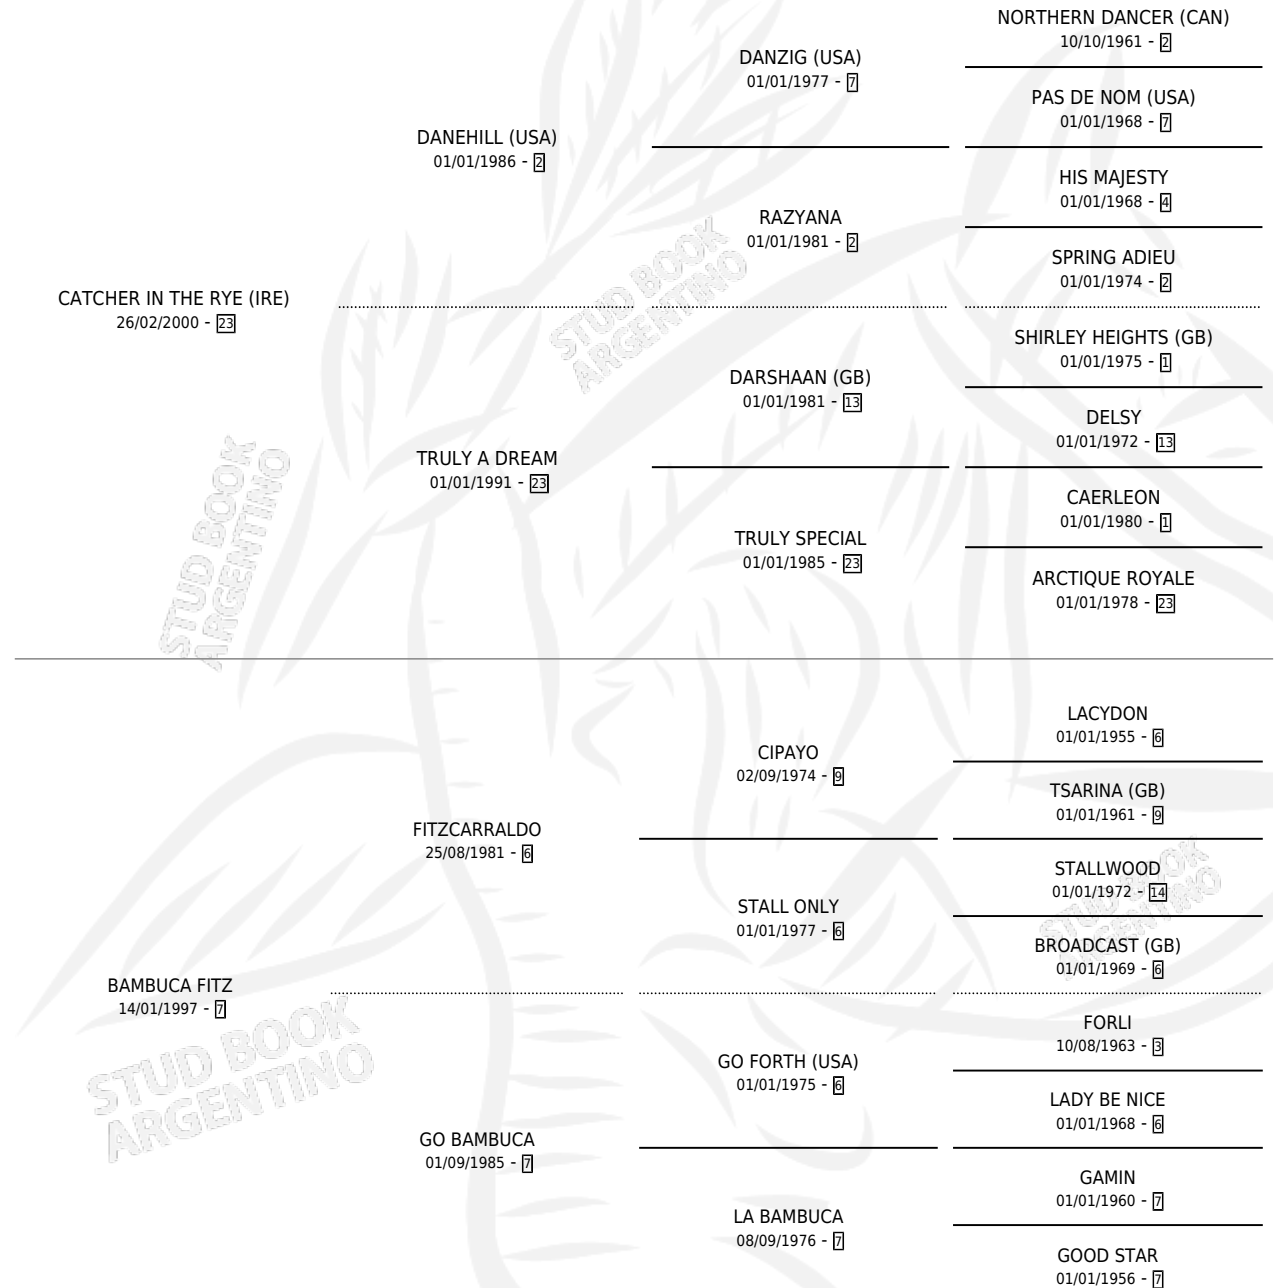 NORTHERN DANCER (CAN)
10/10/1961 - 2
DANZIG (USA)
01/01/1977 - 7
PAS DE NOM (USA)
01/01/1968 - 7
DANEHILL (USA)
01/01/1986 - 2
HIS MAJESTY
01/01/1968 - 4
RAZYANA
01/01/1981 - 2
SPRING ADIEU
01/01/1974 - 2
CATCHER IN THE RYE (IRE)
26/02/2000 - 23
SHIRLEY HEIGHTS (GB)
01/01/1975 - 1
DARSHAAN (GB)
01/01/1981 - 13
DELSY
01/01/1972 - 13
TRULY A DREAM
01/01/1991 - 23
CAERLEON
01/01/1980 - 1
TRULY SPECIAL
01/01/1985 - 23
ARCTIQUE ROYALE
01/01/1978 - 23
LACYDON
01/01/1955 - 6
CIPAYO
02/09/1974 - 9
TSARINA (GB)
01/01/1961 - 9
FITZCARRALDO
25/08/1981 - 6
STALLWOOD
01/01/1972 - 14
STALL ONLY
01/01/1977 - 6
BROADCAST (GB)
01/01/1969 - 6
BAMBUCA FITZ
14/01/1997 - 7
FORLI
10/08/1963 - 3
GO FORTH (USA)
01/01/1975 - 6
LADY BE NICE
01/01/1968 - 6
GO BAMBUCA
01/09/1985 - 7
GAMIN
01/01/1960 - 7
LA BAMBUCA
08/09/1976 - 7
GOOD STAR
01/01/1956 - 7
STUD BOOK
ARGENTINO
STUD BOOK
ARGENTINO
STUD BOOK
ARGENTINO
STUD BOOK
ARGENTINO